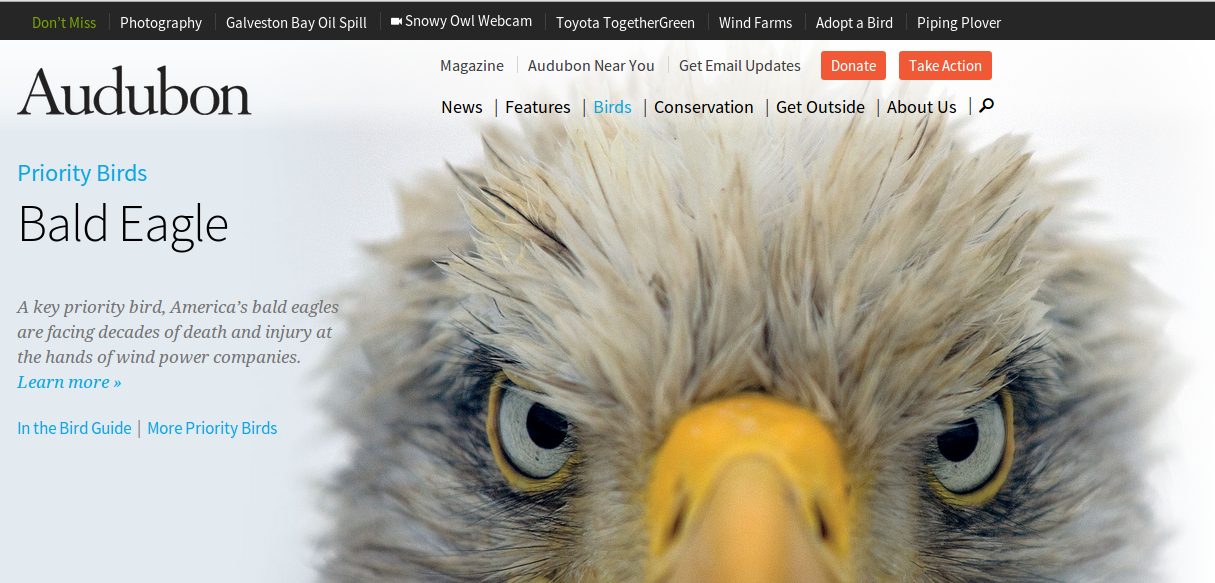 Don't Miss Photography Galveston Bay Oil Spill Snowy Owl Webcam Toyota TogetherGreen Wind Farms Adopt a Bird Piping Plover
Magazine Audubon Near You Get Email Updates Donate Take Action
Audubon
News | Features | Birds | Conservation | Get Outside | About Us |
Priority Birds
Bald Eagle
A key priority bird, America's bald eagles
are facing decades of death and injury at
the hands of wind power companies.
Learn more »
In the Bird Guide | More Priority Birds